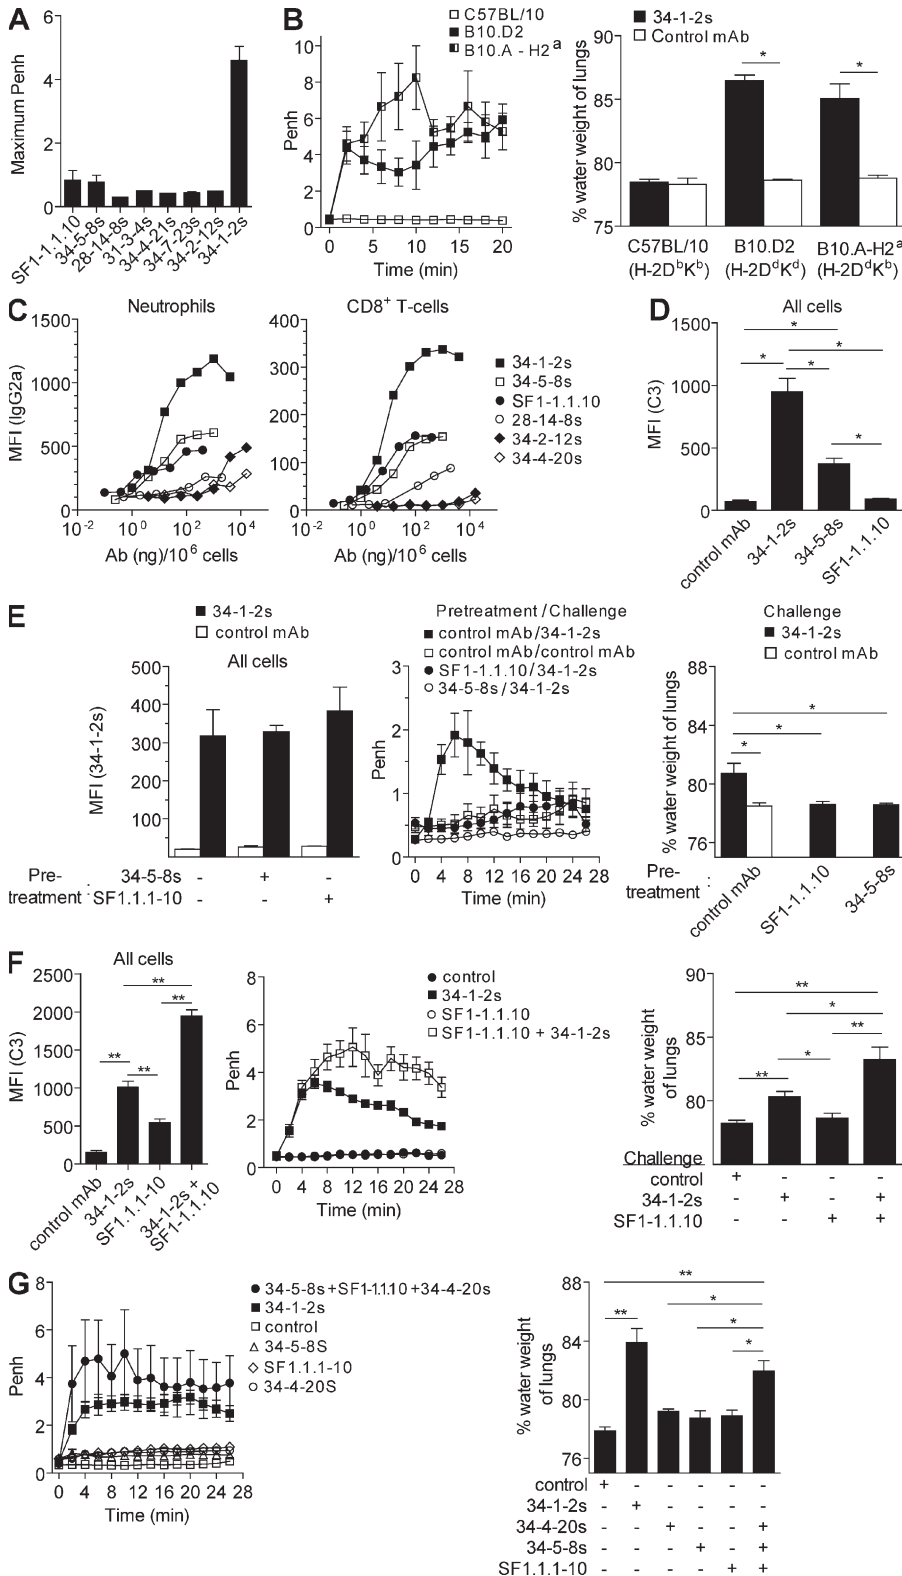 A
Maximum Penh
6
4
2
0
SF1-1.1.10
34-5-8s
28-14-8s
31-3-4s
34-4-21s
34-7-23s
34-2-12s
34-1-2s
B
C57BL/10
B10.D2
B10.A - H2a
Penh
10
8
6
4
2
0
0 5 10 15 20
Time (min)
34-1-2s
Control mAb
% water weight of lungs
90
85
80
75
* *
C57BL/10 B10.D2 B10.A-H2a
(H-2DbKb) (H-2DdKd) (H-2DdKb)
C
Neutrophils
MFI (IgG2a)
1500
1000
500
0
10-2 100 102 104
Ab (ng)/106 cells
CD8+ T-cells
400
300
200
100
0
10-2 100 102 104
Ab (ng)/106 cells
34-1-2s
34-5-8s
SF1-1.1.10
28-14-8s
34-2-12s
34-4-20s
D
All cells
MFI (C3)
1500
1000
500
0
*
*
* *
*
control mAb
34-1-2s
34-5-8s
SF1-1.1.10
E
34-1-2s
control mAb
All cells
MFI (34-1-2s)
500
400
300
200
100
Pre-
treatment :
34-5-8s - + -
SF1.1.1-10 - - +
Pretreatment/Challenge
control mAb/34-1-2s
control mAb/control mAb
SF1-1.1.10/34-1-2s
34-5-8s/34-1-2s
Penh
3
2
1
0
0 4 8 12 16 20 24 28
Time (min)
Challenge
34-1-2s
control mAb
% water weight of lungs
88
84
80
76
*
*
*
Pre-
treatment :
control mAb
SF1-1.1.10
34-5-8s
F
All cells
MFI (C3)
2500
2000
1500
1000
500
0
**
**
**
**
control mAb
34-1-2s
SF1.1.1-10
34-1-2s +
SF1-1.1.10
Penh
8
6
4
2
0
0 4 8 12 16 20 24 28
Time (min)
control
34-1-2s
SF1-1.1.10
SF1-1.1.10 + 34-1-2s
% water weight
of lungs
90
85
80
**
*
**
*
**
Challenge
control + - - -
34-1-2s - + - +
SF1-1.1.10 - - + +
G
Penh
8
6
4
2
0
0 4 8 12 16 20 24 28
Time (min)
34-5-8s+SF1-1.1.10+34-4-20s
34-1-2s
control
34-5-8S
SF1.1.1-10
34-4-20S
% water weight
of lungs
88
84
80
76
**
*
**
*
*
control + - - - - -
34-1-2s - + - - - -
34-4-20s - - + - - +
34-5-8s - - - + - +
SF1.1.1-10 - - - - + +